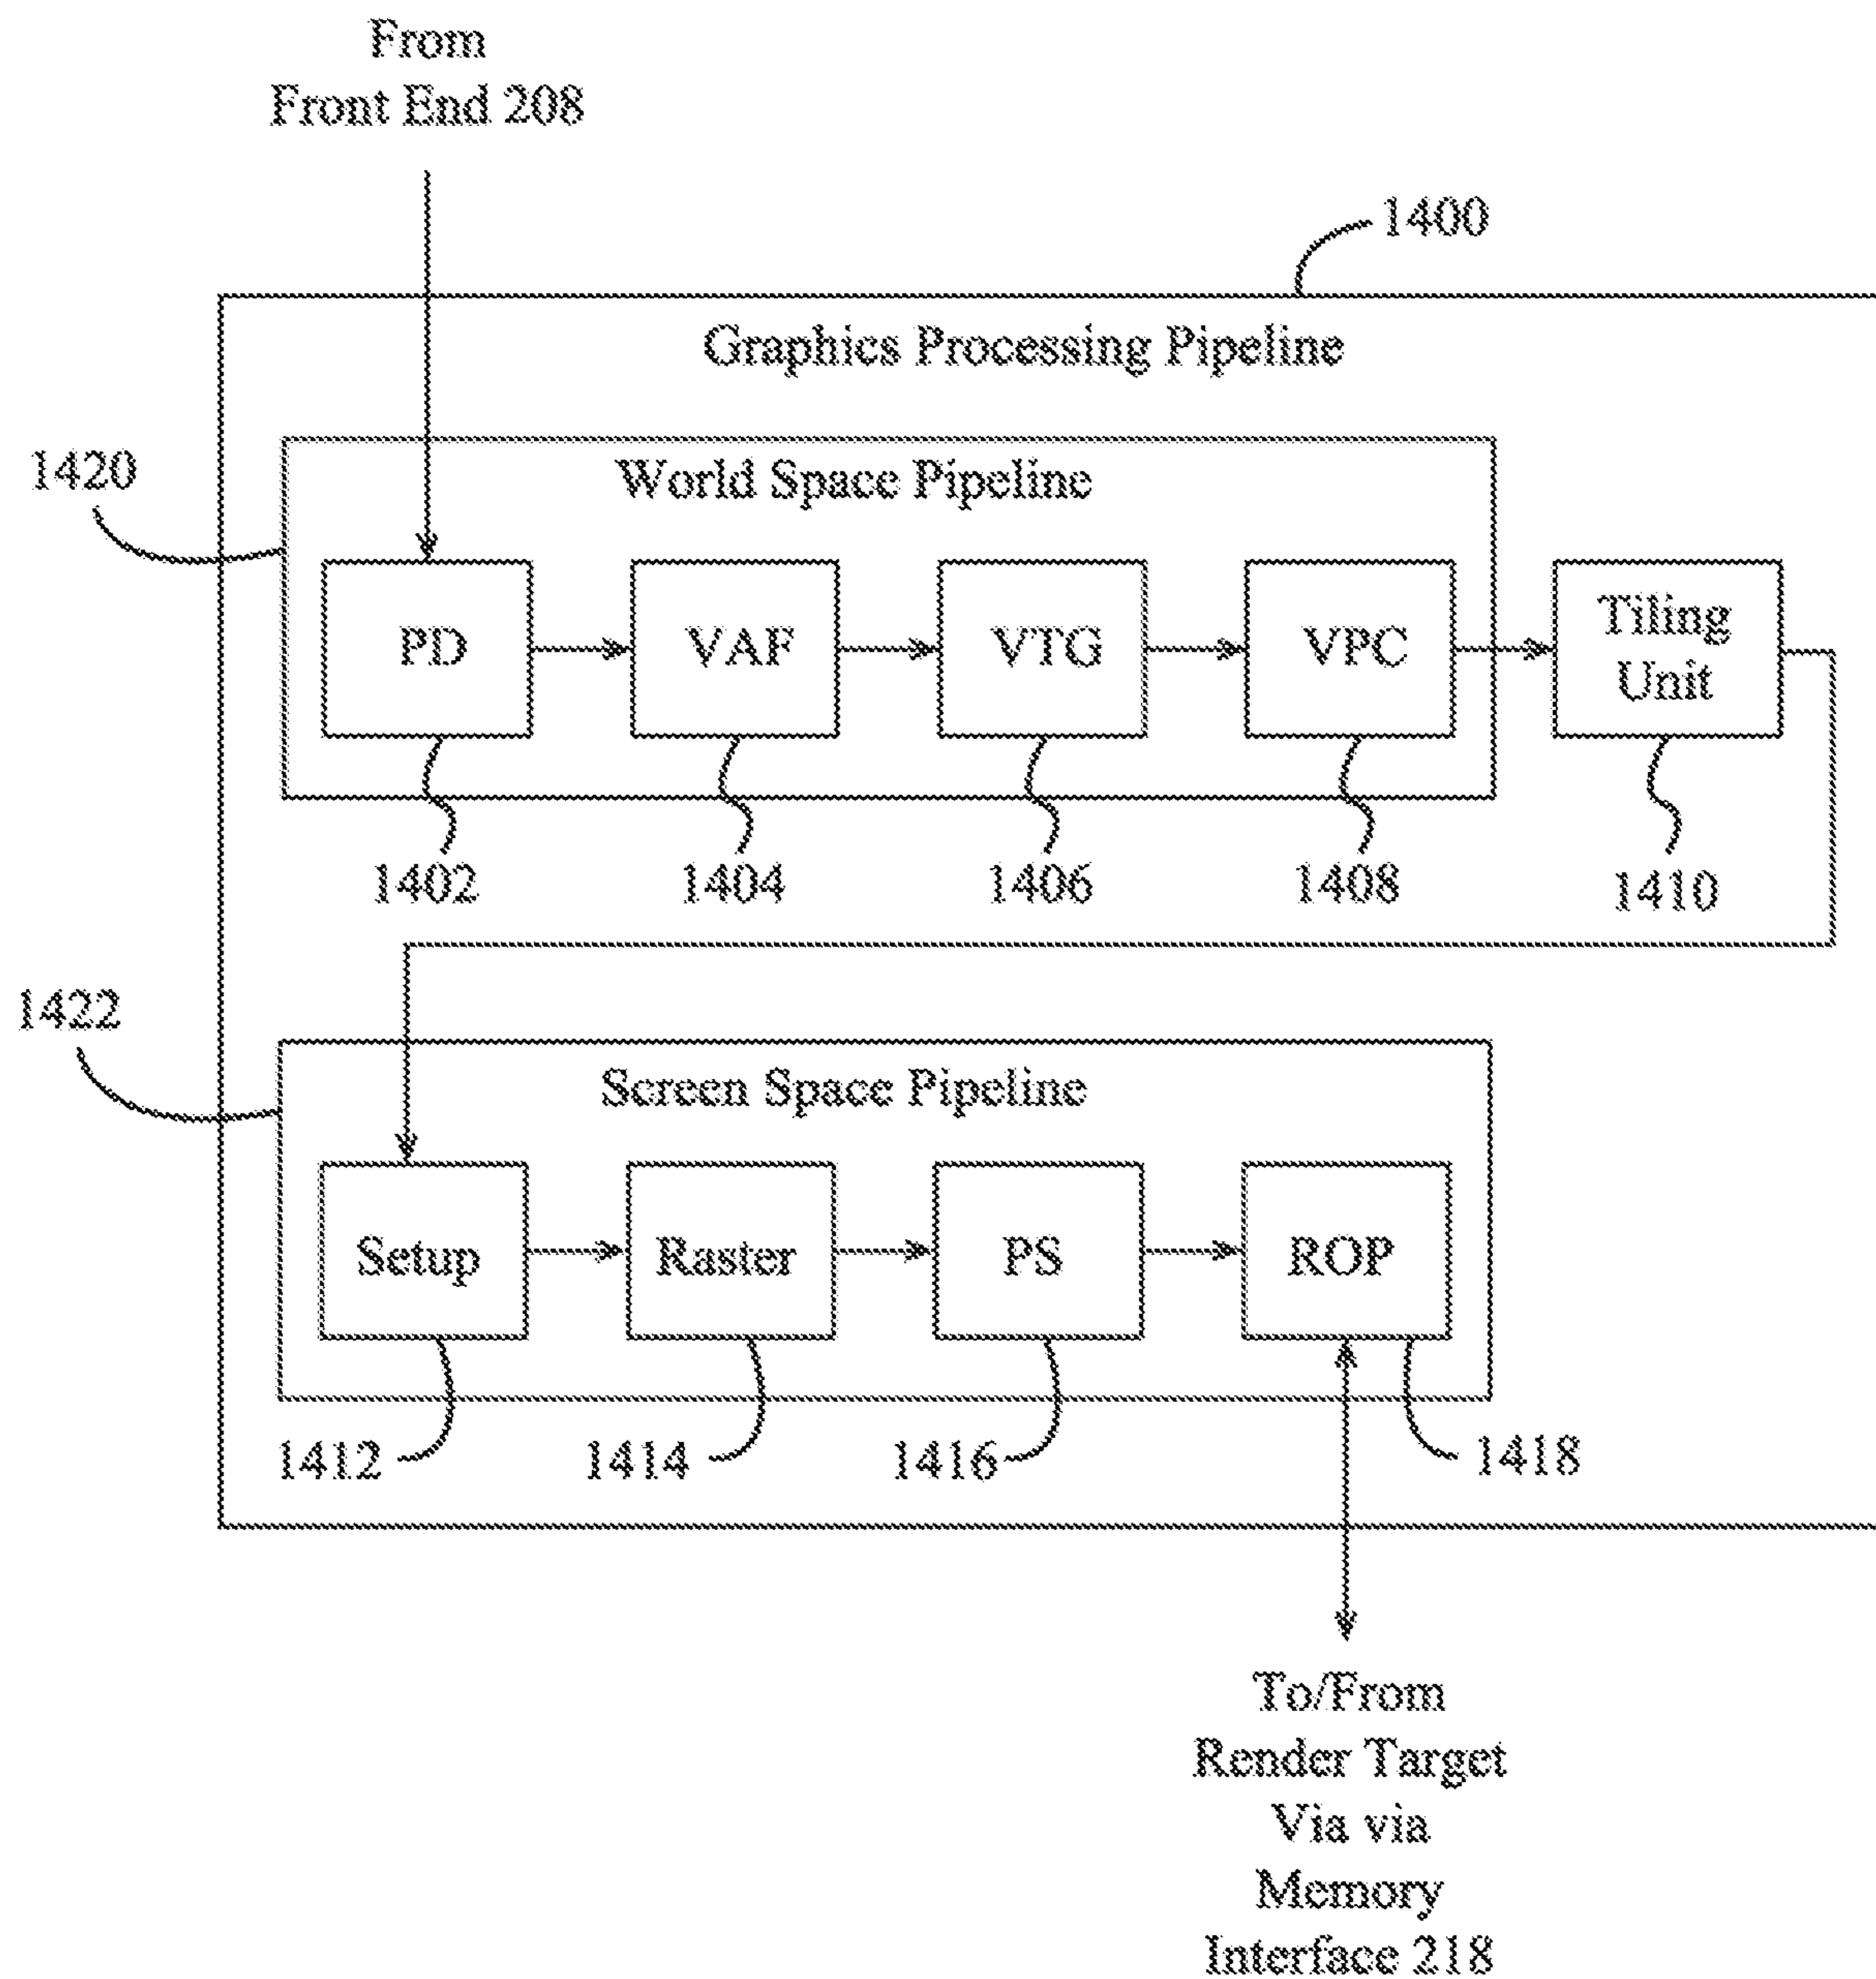 From
Front End 208
1400
Graphics Processing Pipeline
1420
World Space Pipeline
PD
VAF
VTG
VPC
Tiling
Unit
1402
1404
1406
1408
1410
1422
Screen Space Pipeline
Setup
Raster
PS
ROP
1412
1414
1416
1418
To/From
Render Target
Via via
Memory
Interface 218